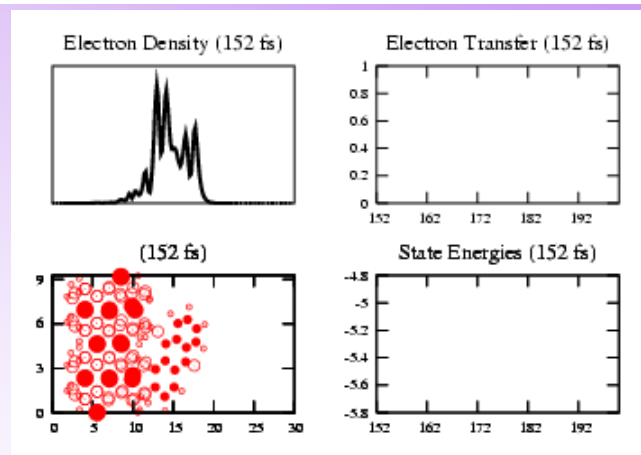 Electron Density (152 fs)
Electron Transfer (152 fs)
1
0.8
0.6
0.4
0.2
0
152 162 172 182 192
(152 fs)
9
6
3
0
0 5 10 15 20 25 30
State Energies (152 fs)
-4.8
-5
-5.2
-5.4
-5.6
-5.8
152 162 172 182 192